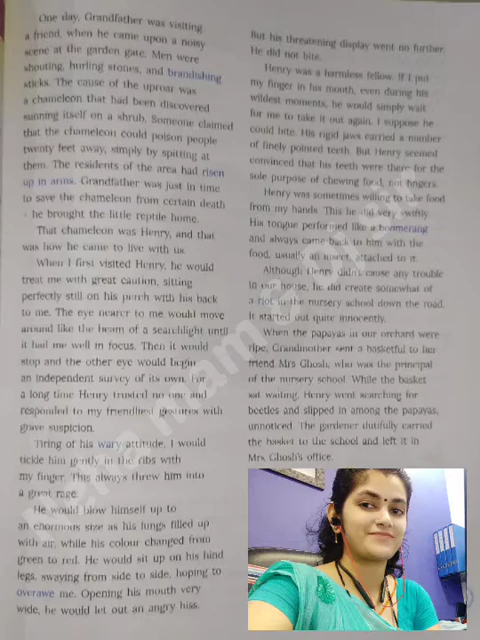 One day, Grandfather was visiting
a friend, when he came upon a noisy
scene at the garden gate. Men were
shouting, hurling stones, and brandishing
sticks. The cause of the uproar was
a chameleon that had been discovered
sunning itself on a shrub. Someone claimed
that the chameleon could poison people
twenty feet away, simply by spitting at
them. The residents of the area had risen
up in arms. Grandfather was just in time
to save the chameleon from certain death
- he brought the little reptile home.
That chameleon was Henry, and that
was how he came to live with us.
When I first visited Henry, he would
treat me with great caution, sitting
perfectly still on his perch with his back
to me. The eye nearer to me would move
around like the beam of a searchlight until
it had me well in focus. Then it would
stop and the other eye would begin
an independent survey of its own. For
a long time Henry trusted no one and
responded to my friendliest gestures with
grave suspicion.
Tiring of his wary attitude, I would
tickle him gently in the ribs with
my finger. This always threw him into
a great rage.
He would blow himself up to
an enormous size as his lungs filled up
with air, while his colour changed from
green to red. He would sit up on his hind
legs, swaying from side to side, hoping to
overawe me. Opening his mouth very
wide, he would let out an angry hiss.
But his threatening display went no further.
He did not bite.
Henry was a harmless fellow. If I put
my finger in his mouth, even during his
wildest moments, he would simply wait
for me to take it out again. I suppose he
could bite. His rigid jaws carried a number
of finely pointed teeth. But Henry seemed
convinced that his teeth were there for the
sole purpose of chewing food, not fingers.
Henry was sometimes willing to take food
from my hands. This he did very swiftly.
His tongue performed like a boomerang
and always came back to him with the
food, usually an insect, attached to it.
Although Henry didn't cause any trouble
in our house, he did create somewhat of
a riot in the nursery school down the road.
It started out quite innocently.
When the papayas in our orchard were
ripe, Grandmother sent a basketful to her
friend Mrs Ghosh, who was the principal
of the nursery school. While the basket
sat waiting, Henry went searching for
beetles and slipped in among the papayas,
unnoticed. The gardener dutifully carried
the basket to the school and left it in
Mrs Ghosh's office.